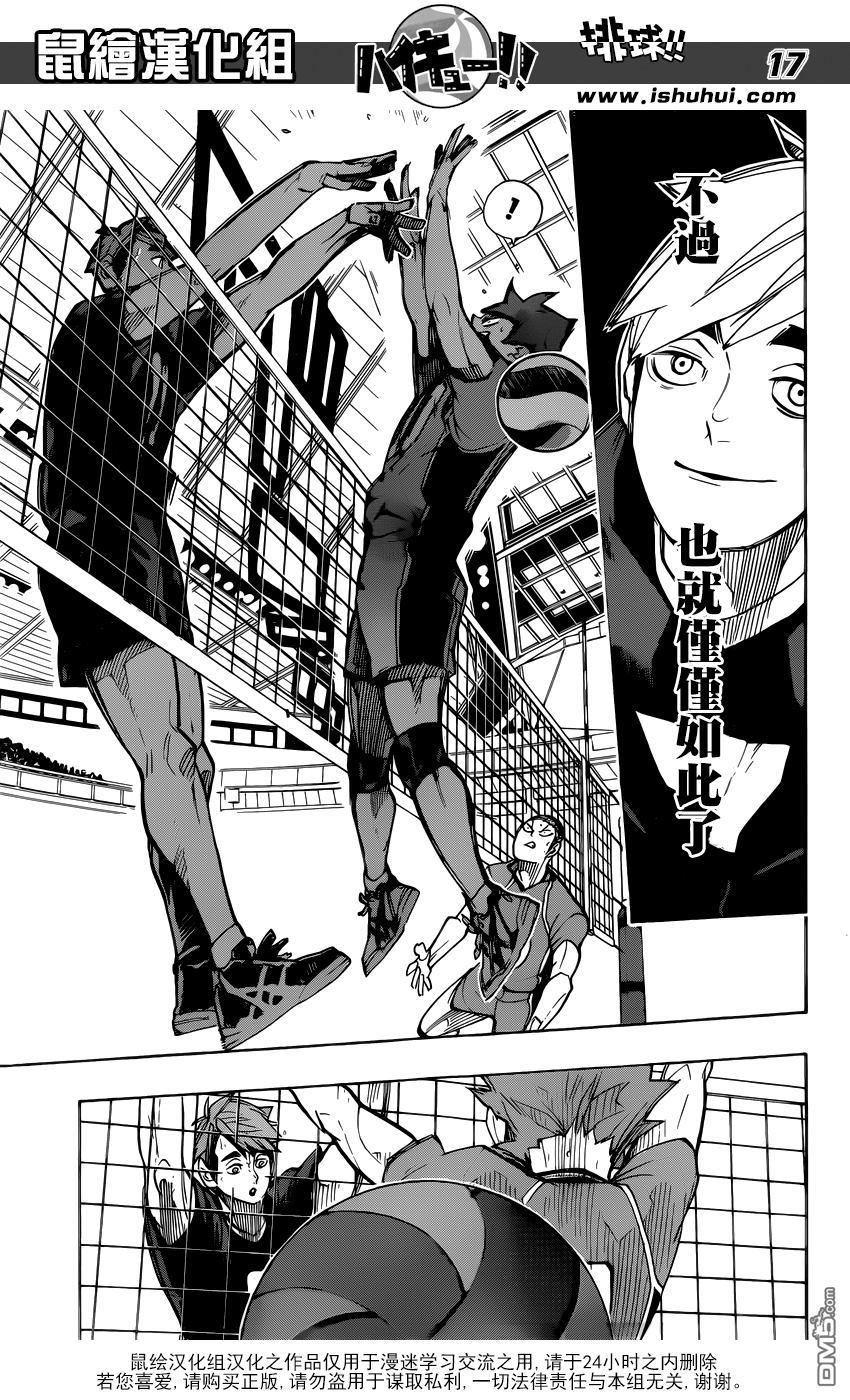 鼠繪漢化組
ハイキュー!!
排球!!
17
www.ishuhui.com
不過
!
也就僅僅如此了
鼠绘汉化组汉化之作品仅用于漫迷学习交流之用, 请于24小时之内删除
若您喜爱, 请购买正版, 请勿盗用于谋取私利, 一切法律责任与本组无关, 谢谢。
DM5.com